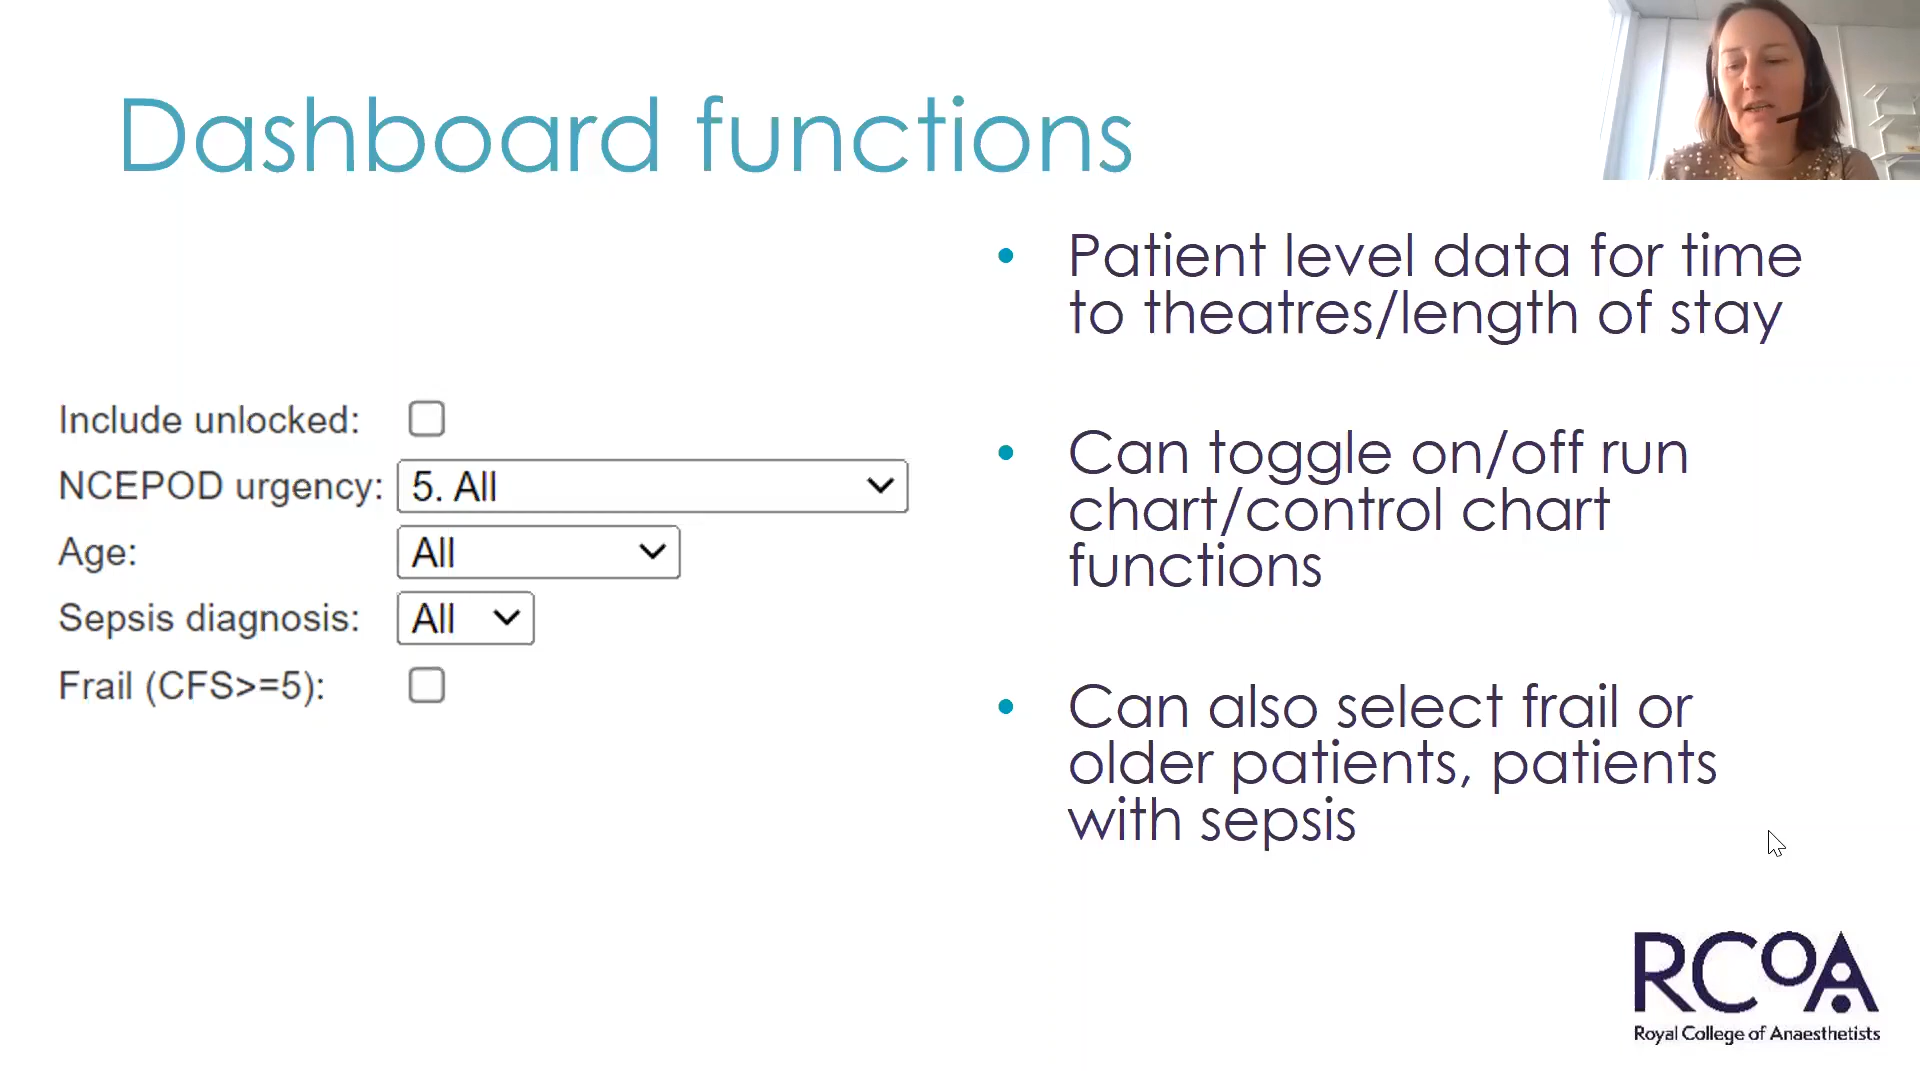 Dashboard functions
Include unlocked:
NCEPOD urgency: 5. All
Age: All
Sepsis diagnosis: All
Frail (CFS>=5):
• Patient level data for time
to theatres/length of stay
• Can toggle on/off run
chart/control chart
functions
• Can also select frail or
older patients, patients
with sepsis
RCOA
Royal College of Anaesthetists